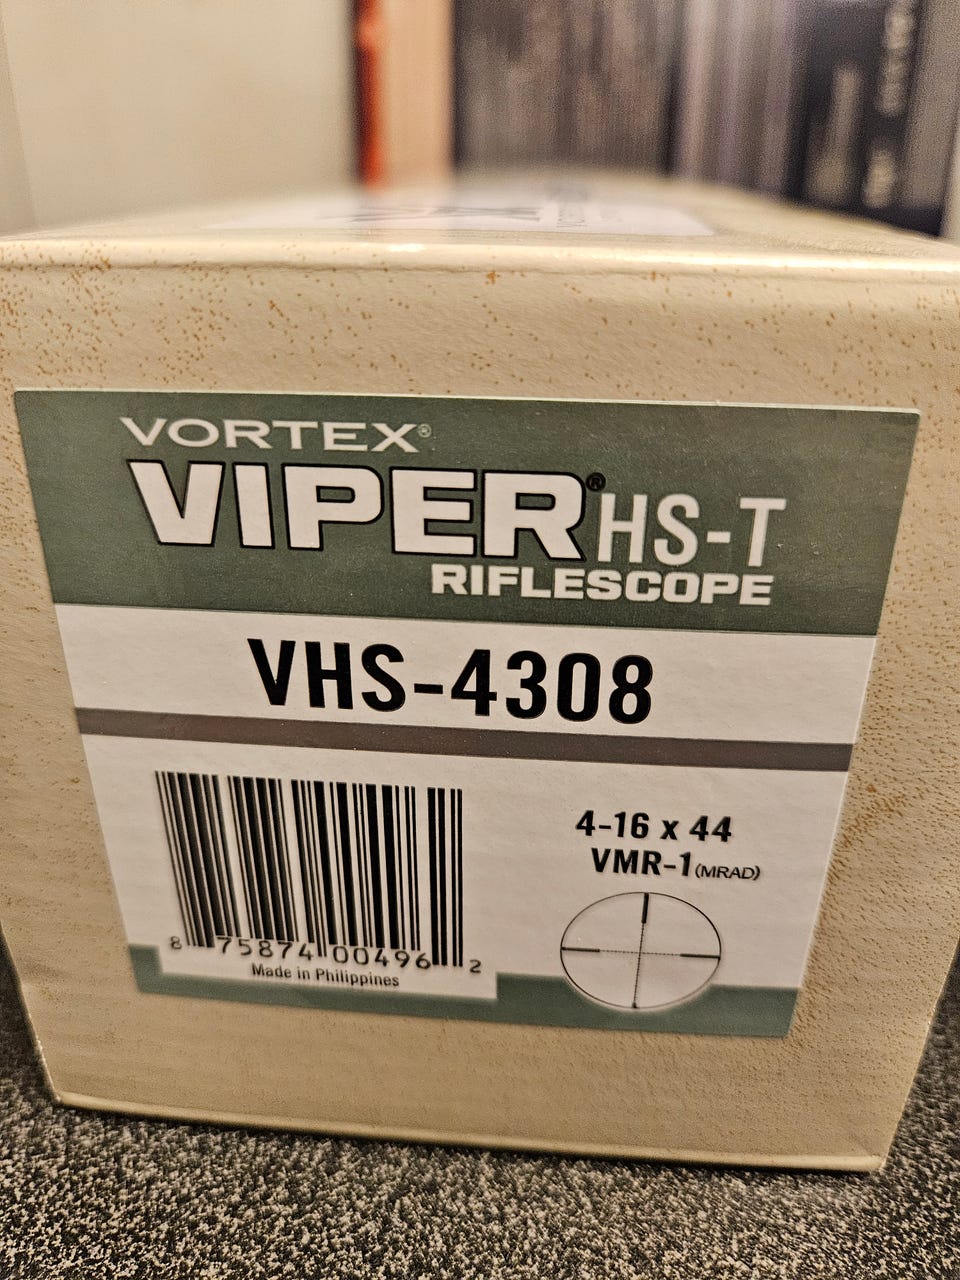 VORTEX®
VIPER® HS-T
RIFLESCOPE
VHS-4308
4-16 x 44
VMR-1 (MRAD)
8 75874 00496 2
Made in Philippines